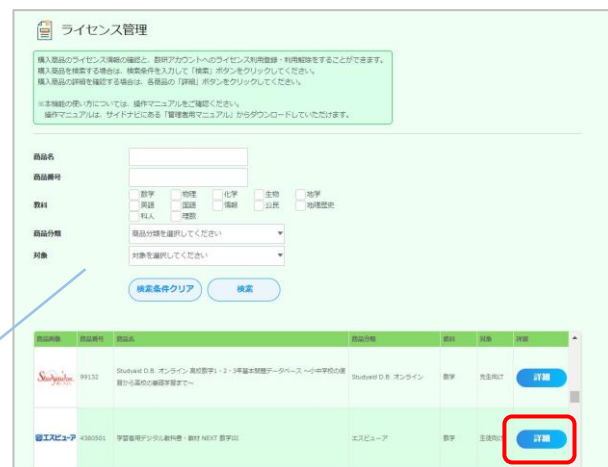 ライセンス管理
購入商品のライセンス情報の確認と、数研アカウントへのライセンス利用登録・利用解除をすることができます。
購入商品を検索する場合は、検索条件を入力して「検索」ボタンをクリックしてください。
購入商品の詳細を確認する場合は、各商品の「詳細」ボタンをクリックしてください。
※本機能の使い方については、操作マニュアルをご確認ください。
操作マニュアルは、サイドナビにある「管理者用マニュアル」からダウンロードしていただけます。
商品名
商品番号
教科
数学 物理 化学 生物 地学
英語 国語 情報 公民 地理歴史
科人 理数
商品分類 商品分類を選択してください
対象 対象を選択してください
検索条件クリア 検索
商品画像 商品番号 商品名 商品分類 教科 対象 詳細
Studyaid D.B. オンライン 高校数学1・2・3年基本問題データベース ～小中学校の復
習から高校の基礎学習まで～
Studyaid 99132 Studyaid D.B. オンライン 数学 先生向け 詳細
エスビューア 4380501 学習者用デジタル教科書・教材 NEXT 数学III エスビューア 数学 生徒向け 詳細